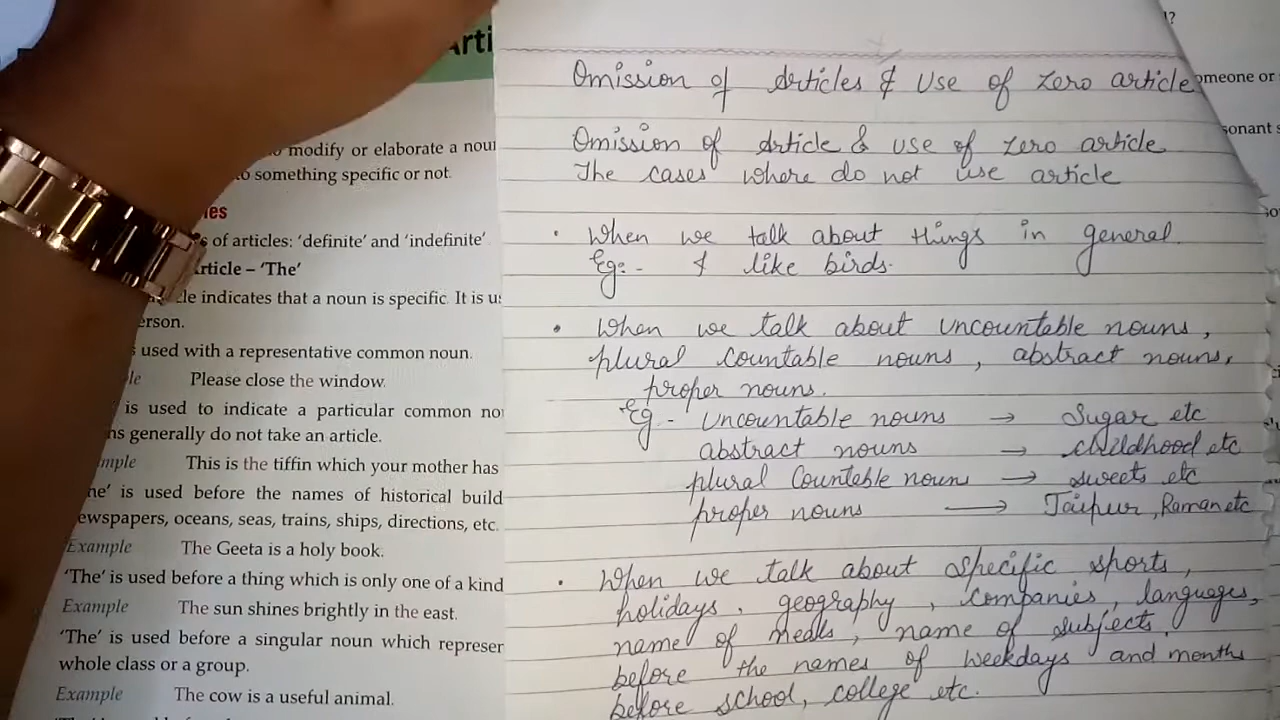 Arti
modify or elaborate a noun
to something specific or not.
les
s of articles: 'definite' and 'indefinite'
rticle – 'The'
cle indicates that a noun is specific. It is us
erson.
s used with a representative common noun.
le Please close the window.
is used to indicate a particular common no
ns generally do not take an article.
mple This is the tiffin which your mother has
he' is used before the names of historical build
ewspapers, oceans, seas, trains, ships, directions, etc.
Example The Geeta is a holy book.
'The' is used before a thing which is only one of a kind
Example The sun shines brightly in the east.
'The' is used before a singular noun which represer
whole class or a group.
Example The cow is a useful animal.
Omission of Articles & Use of zero article
Omission of Article & use of zero article
The cases where do not use article
• When we talk about things in general.
Eg:- I like birds.
• When we talk about uncountable nouns,
plural countable nouns, abstract nouns,
proper nouns.
Eg - Uncountable nouns → Sugar etc
abstract nouns → childhood etc
plural Countable nouns → sweets etc
proper nouns → Jaipur, Raman etc
• When we talk about specific sports,
holidays, geography, companies, languages,
name of meals, name of subjects,
before the names of weekdays and months
before school, college etc.
omeone or
sonant s